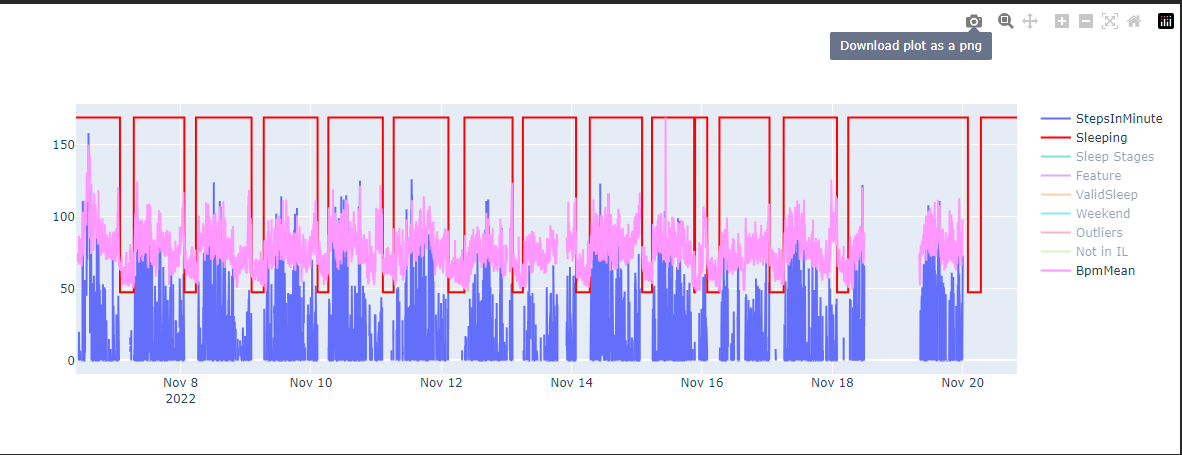 Download plot as a png
StepsInMinute
Sleeping
Sleep Stages
Feature
ValidSleep
Weekend
Outliers
Not in IL
BpmMean
150
100
50
0
Nov 8 Nov 10 Nov 12 Nov 14 Nov 16 Nov 18 Nov 20
2022